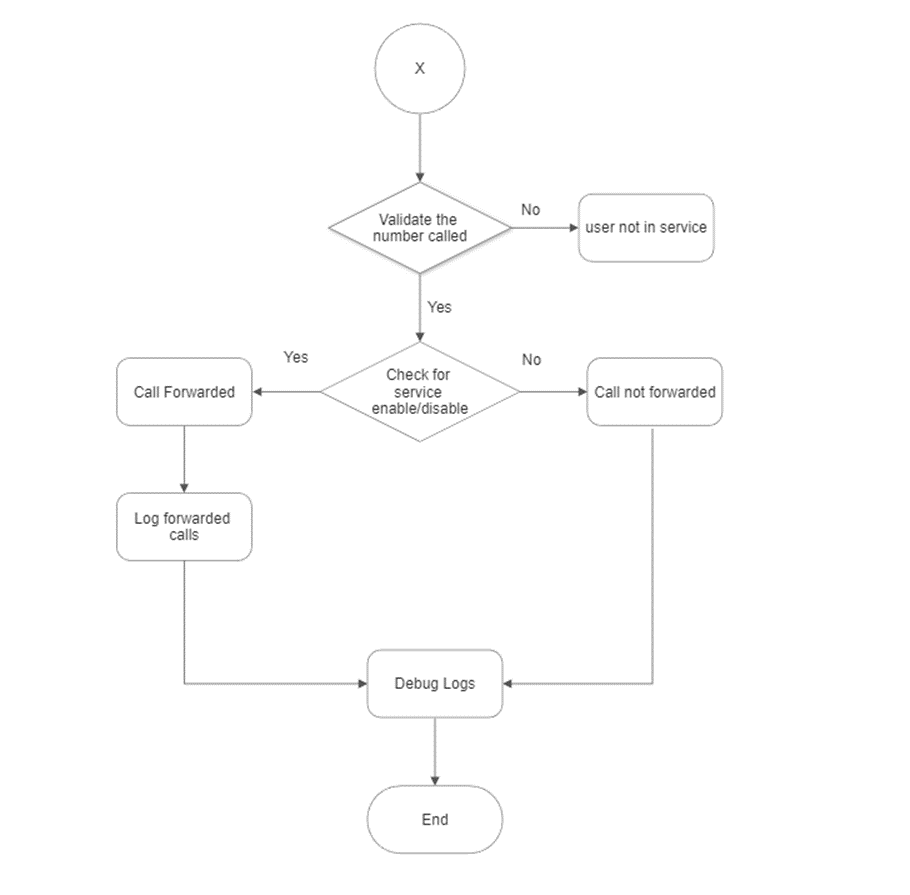 X
Validate the
number called
No
user not in service
Yes
Yes
No
Call Forwarded
Check for
service
enable/disable
Call not forwarded
Log forwarded
calls
Debug Logs
End